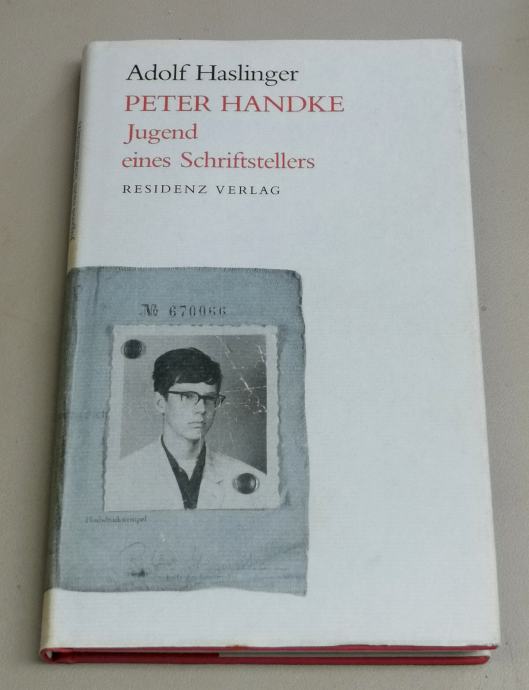 Adolf Haslinger
PETER HANDKE
Jugend
eines Schriftstellers
RESIDENZ VERLAG
№ 670066